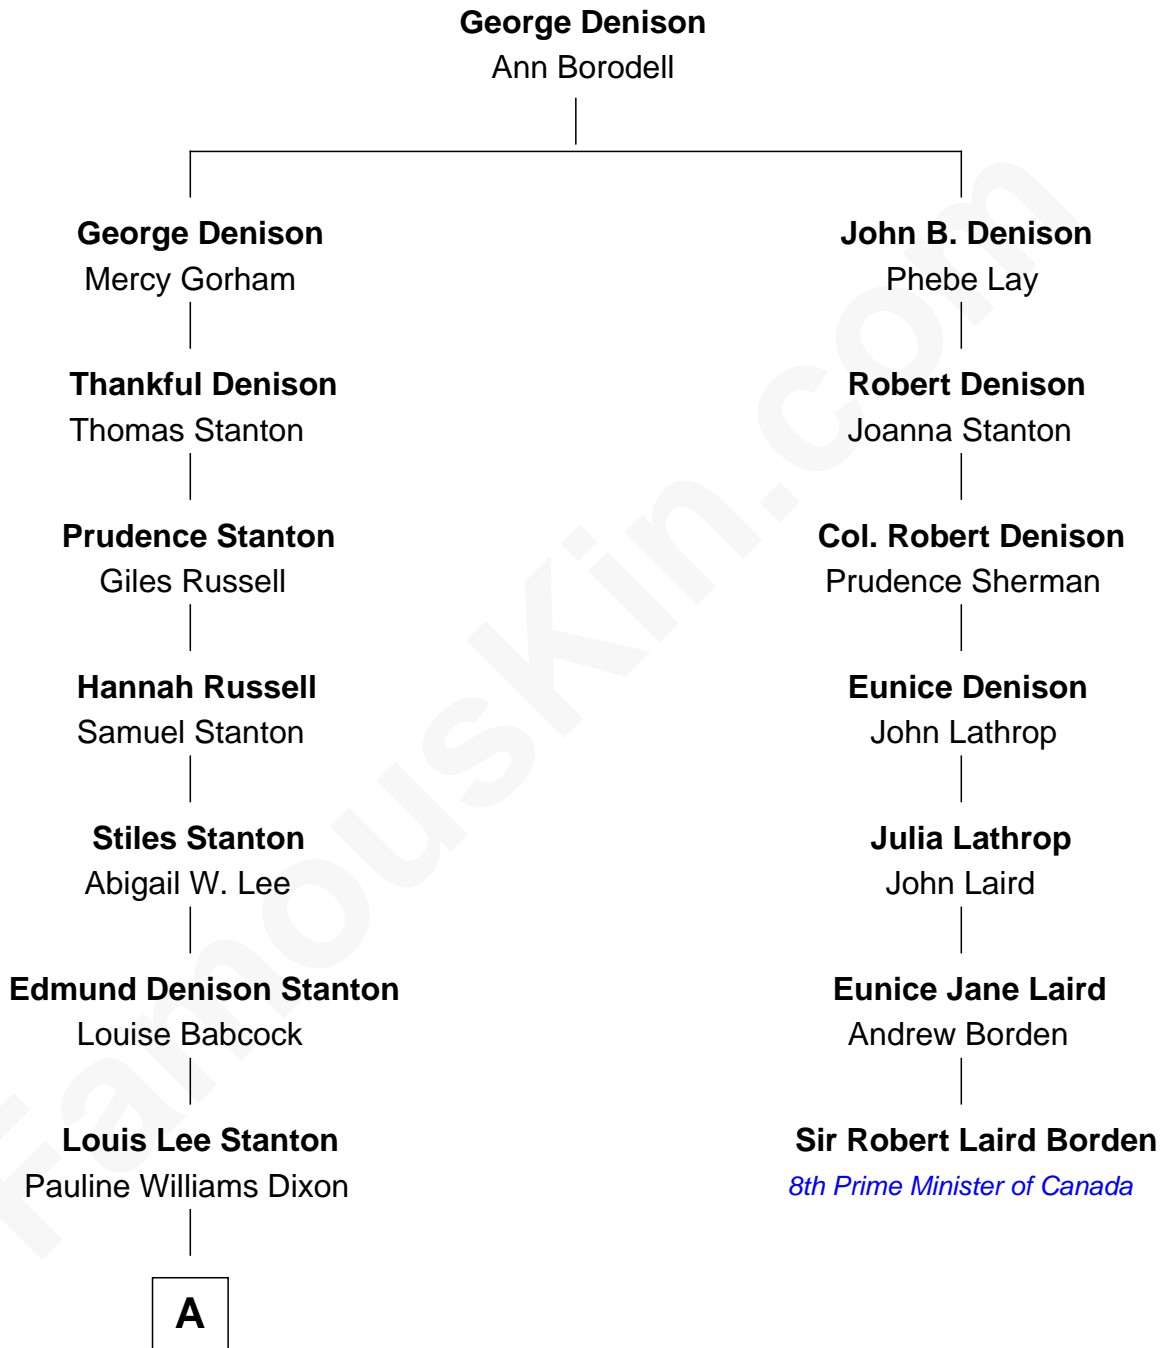 George Denison
Ann Borodell
George Denison
Mercy Gorham
Thankful Denison
Thomas Stanton
Prudence Stanton
Giles Russell
Hannah Russell
Samuel Stanton
Stiles Stanton
Abigail W. Lee
Edmund Denison Stanton
Louise Babcock
Louis Lee Stanton
Pauline Williams Dixon
A
John B. Denison
Phebe Lay
Robert Denison
Joanna Stanton
Col. Robert Denison
Prudence Sherman
Eunice Denison
John Lathrop
Julia Lathrop
John Laird
Eunice Jane Laird
Andrew Borden
Sir Robert Laird Borden
8th Prime Minister of Canada
FamousKin.com